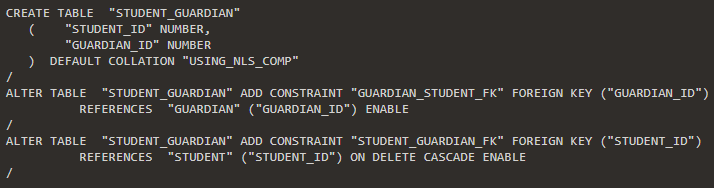 CREATE TABLE  "STUDENT_GUARDIAN"
   (    "STUDENT_ID" NUMBER,
        "GUARDIAN_ID" NUMBER
   )  DEFAULT COLLATION "USING_NLS_COMP"
/
ALTER TABLE  "STUDENT_GUARDIAN" ADD CONSTRAINT "GUARDIAN_STUDENT_FK" FOREIGN KEY ("GUARDIAN_ID")
          REFERENCES  "GUARDIAN" ("GUARDIAN_ID") ENABLE
/
ALTER TABLE  "STUDENT_GUARDIAN" ADD CONSTRAINT "STUDENT_GUARDIAN_FK" FOREIGN KEY ("STUDENT_ID")
          REFERENCES  "STUDENT" ("STUDENT_ID") ON DELETE CASCADE ENABLE
/